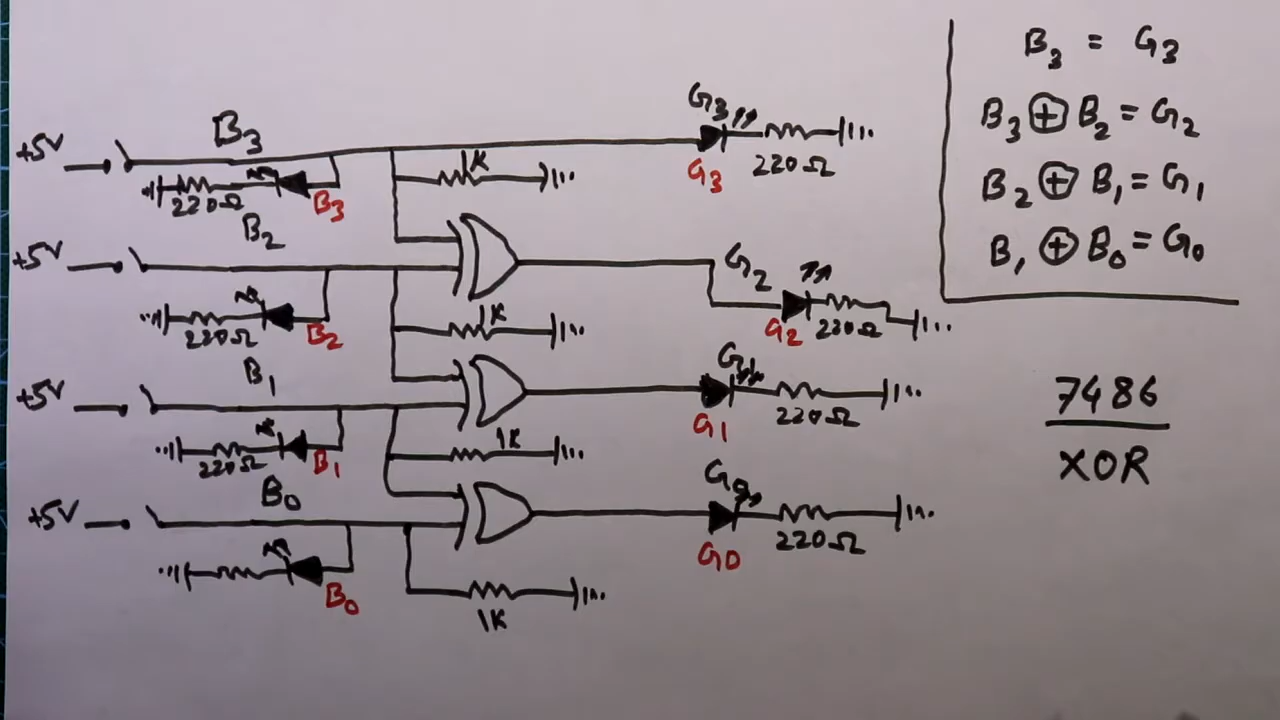 B3
+5V
1K
220Ω
B3
G3
G3
220Ω
B2
+5V
1K
220Ω
B2
G2
G2
220Ω
B1
+5V
1K
220Ω
B1
G1
G1
220Ω
B0
+5V
B0
1K
G0
G0
220Ω
B3 = G3
B3 ⊕ B2 = G2
B2 ⊕ B1 = G1
B1 ⊕ B0 = G0
7486
XOR